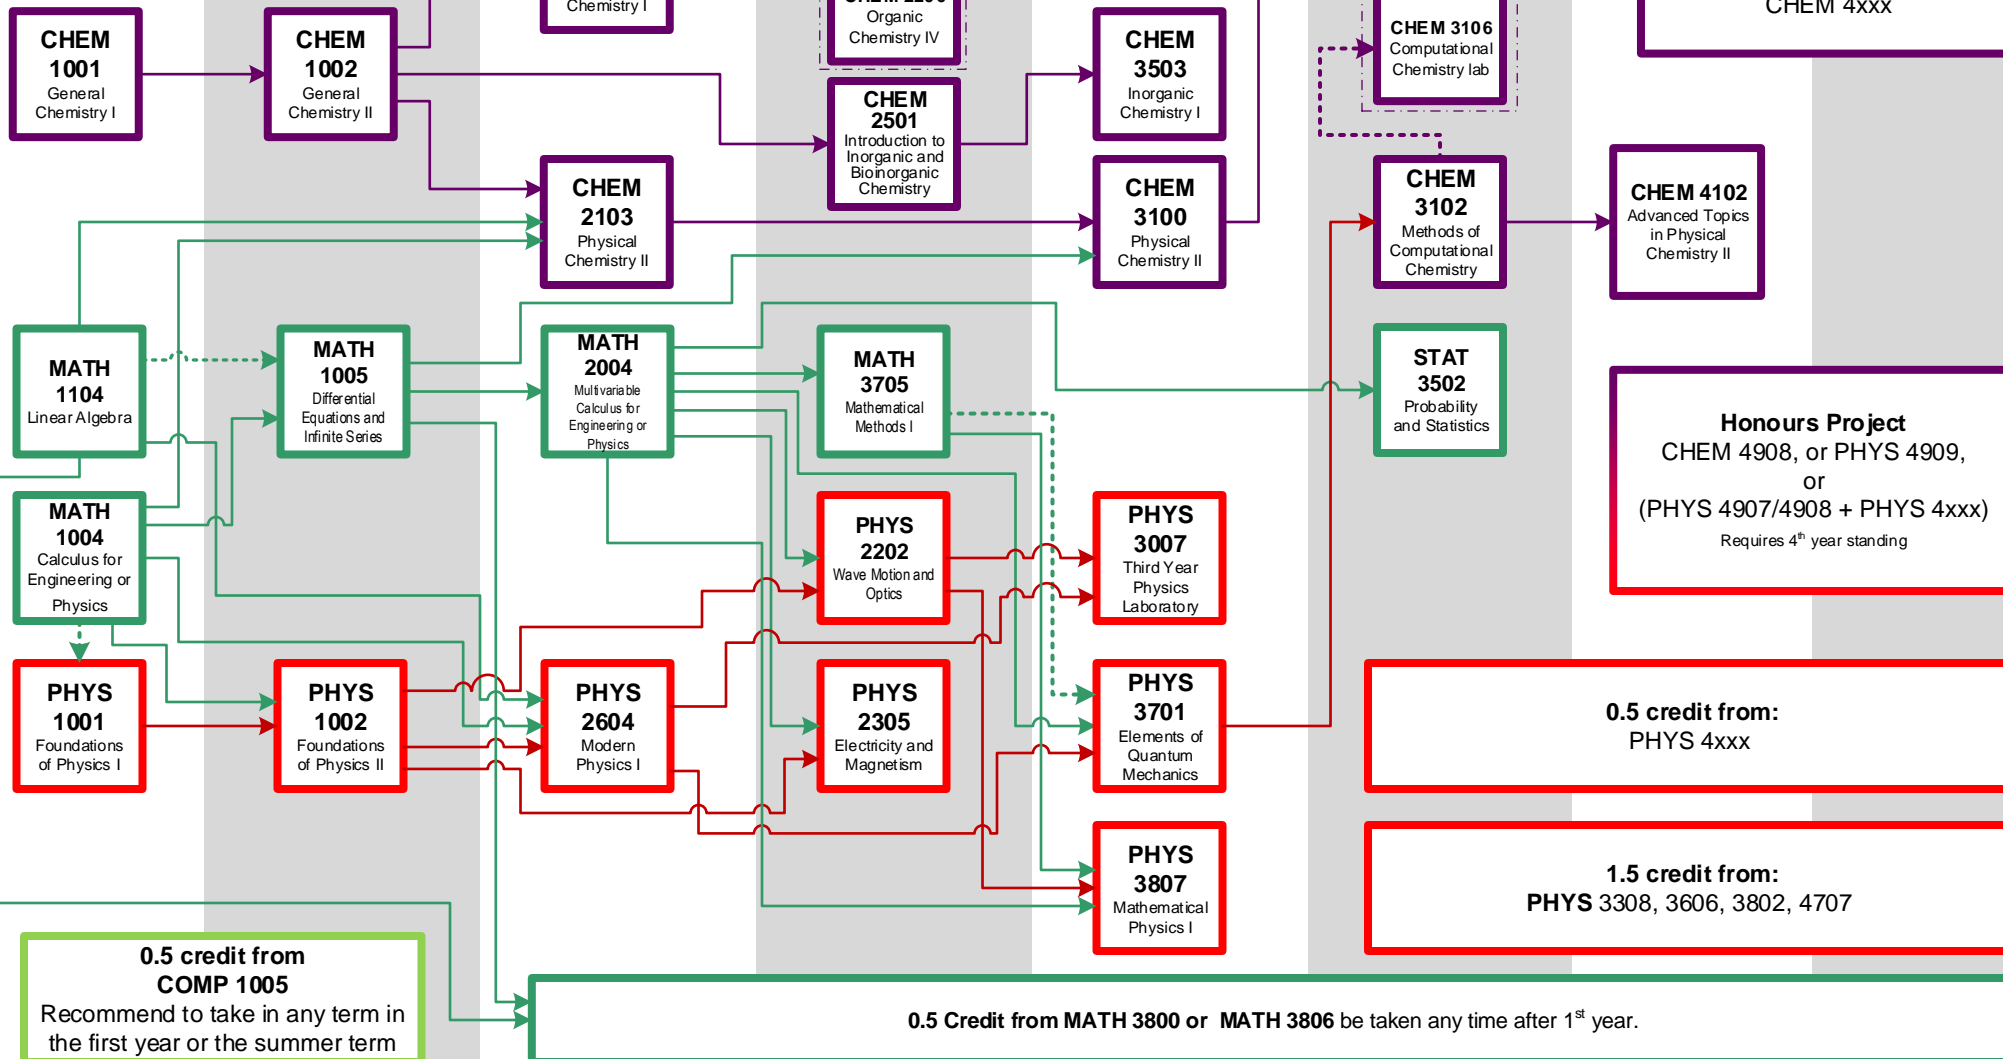 Chemistry I
Organic
Chemistry IV
CHEM 4xxx
CHEM
1001
General
Chemistry I
CHEM
1002
General
Chemistry II
CHEM
2501
Introduction to
Inorganic and
Bioinorganic
Chemistry
CHEM
3503
Inorganic
Chemistry I
CHEM 3106
Computational
Chemistry lab
CHEM
2103
Physical
Chemistry II
CHEM
3100
Physical
Chemistry II
CHEM
3102
Methods of
Computational
Chemistry
CHEM 4102
Advanced Topics
in Physical
Chemistry II
MATH
1104
Linear Algebra
MATH
1005
Differential
Equations and
Infinite Series
MATH
2004
Multivariable
Calculus for
Engineering or
Physics
MATH
3705
Mathematical
Methods I
STAT
3502
Probability
and Statistics
Honours Project
CHEM 4908, or PHYS 4909,
or
(PHYS 4907/4908 + PHYS 4xxx)
Requires 4th year standing
MATH
1004
Calculus for
Engineering or
Physics
PHYS
2202
Wave Motion and
Optics
PHYS
3007
Third Year
Physics
Laboratory
PHYS
1001
Foundations
of Physics I
PHYS
1002
Foundations
of Physics II
PHYS
2604
Modern
Physics I
PHYS
2305
Electricity and
Magnetism
PHYS
3701
Elements of
Quantum
Mechanics
0.5 credit from:
PHYS 4xxx
PHYS
3807
Mathematical
Physics I
1.5 credit from:
PHYS 3308, 3606, 3802, 4707
0.5 credit from
COMP 1005
Recommend to take in any term in
the first year or the summer term
0.5 Credit from MATH 3800 or MATH 3806 be taken any time after 1st year.